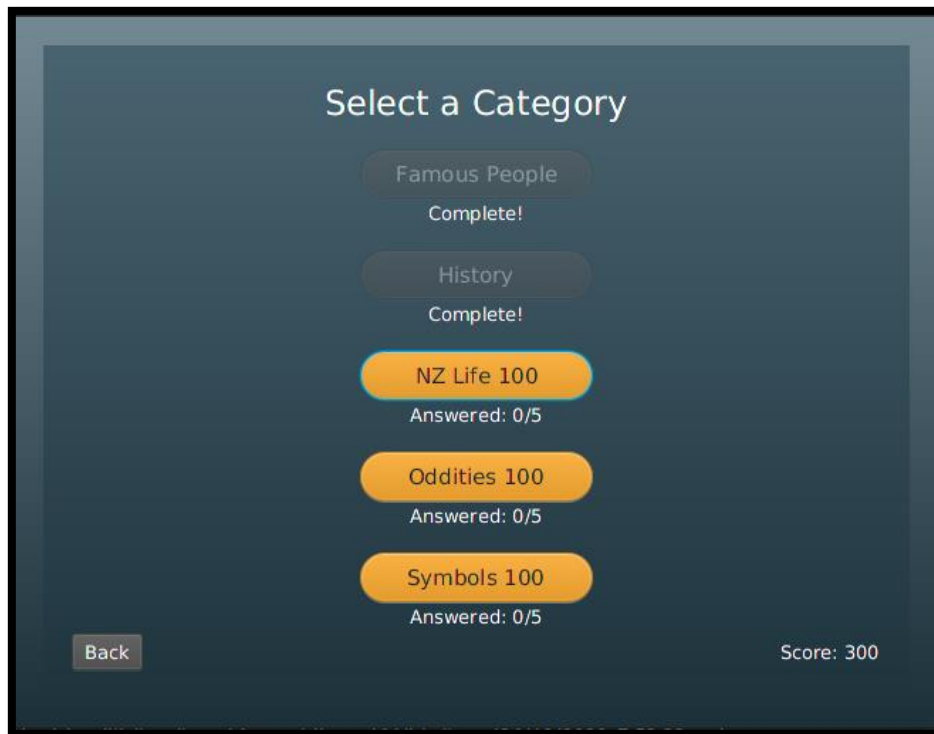 Select a Category
Famous People
Complete!
History
Complete!
NZ Life 100
Answered: 0/5
Oddities 100
Answered: 0/5
Symbols 100
Answered: 0/5
Back
Score: 300